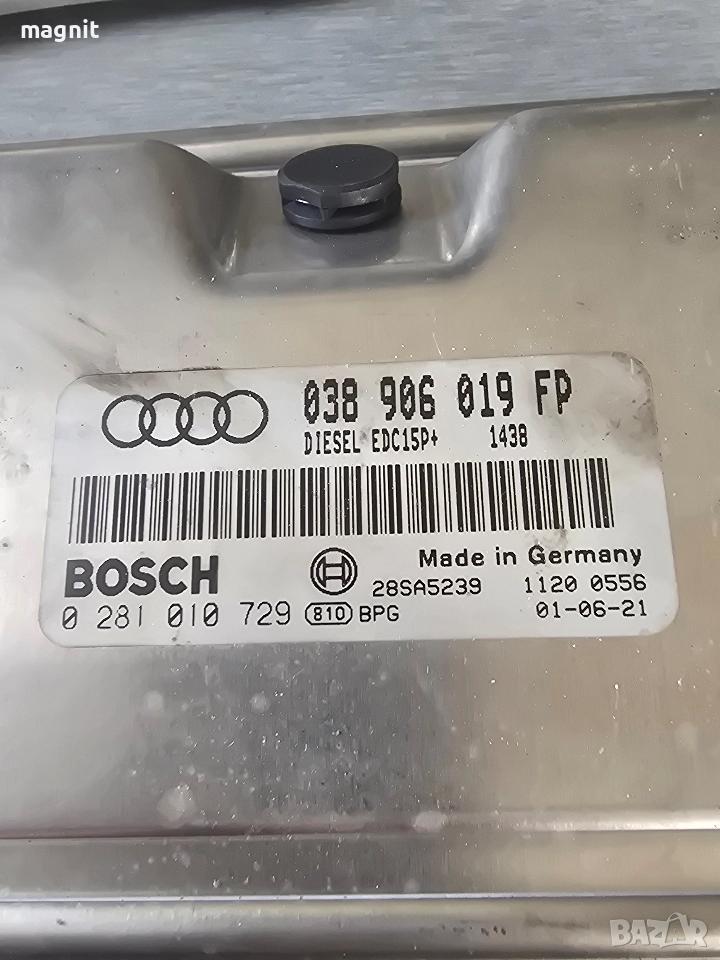 magnit
038 906 019 FP
DIESEL EDC15P+ 1438
BOSCH
Made in Germany
28SA5239 1120 0556
0 281 010 729 810 BPG 01-06-21
BAZAR